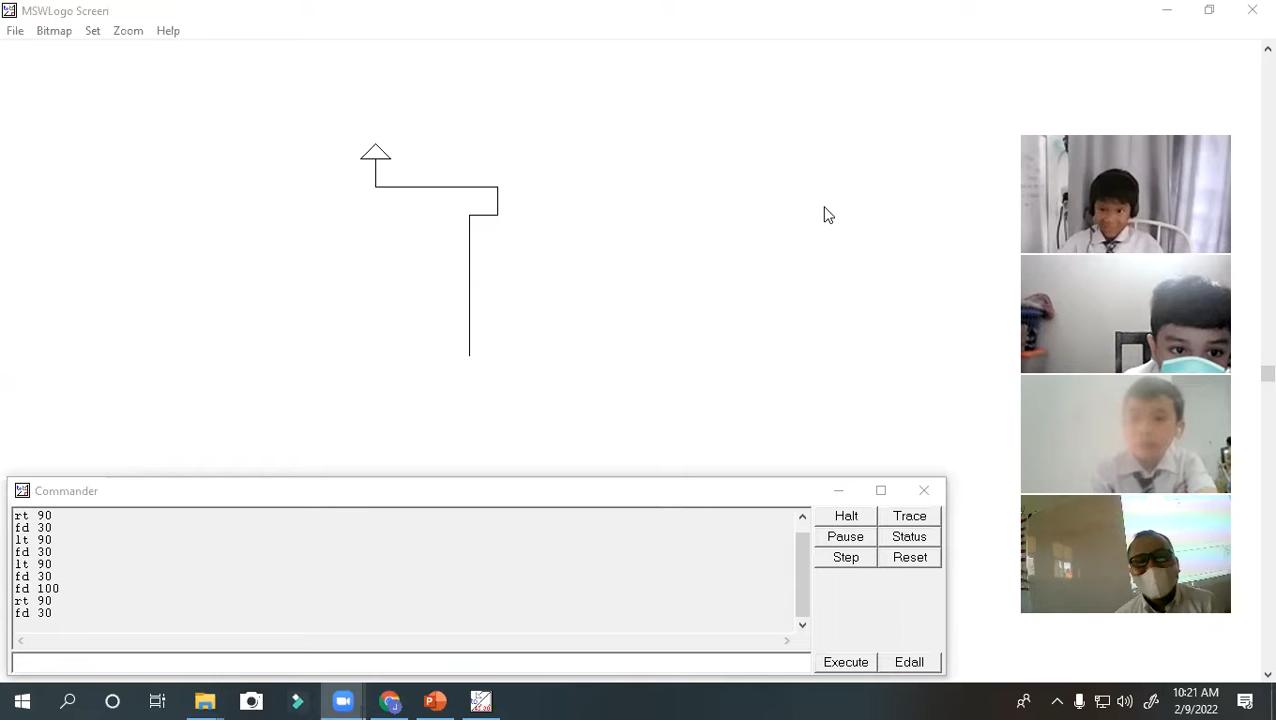 MSWLogo Screen
File Bitmap Set Zoom Help
Commander
rt 90
fd 30
lt 90
fd 30
lt 90
fd 30
fd 100
rt 90
fd 30
Halt Trace
Pause Status
Step Reset
Execute Edall
10:21 AM
2/9/2022